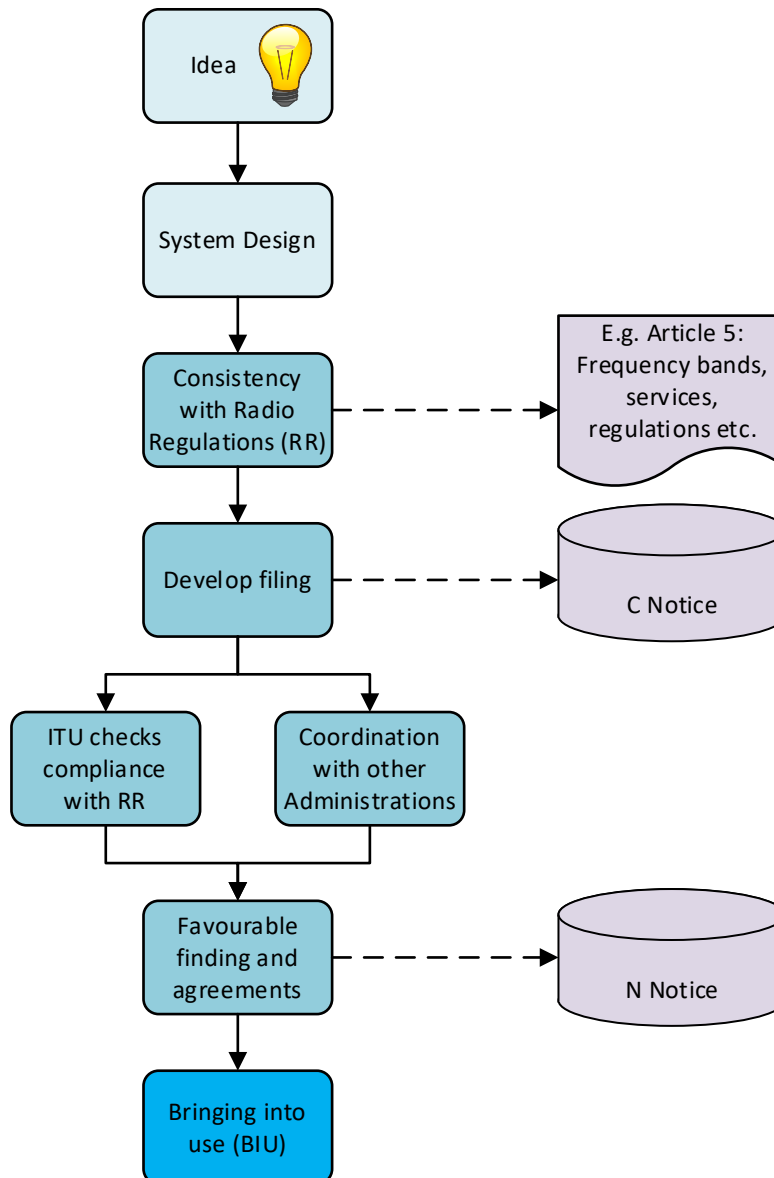 Idea
System Design
Consistency
with Radio
Regulations (RR)
E.g. Article 5:
Frequency bands,
services,
regulations etc.
Develop filing
C Notice
ITU checks
compliance
with RR
Coordination
with other
Administrations
Favourable
finding and
agreements
N Notice
Bringing into
use (BIU)